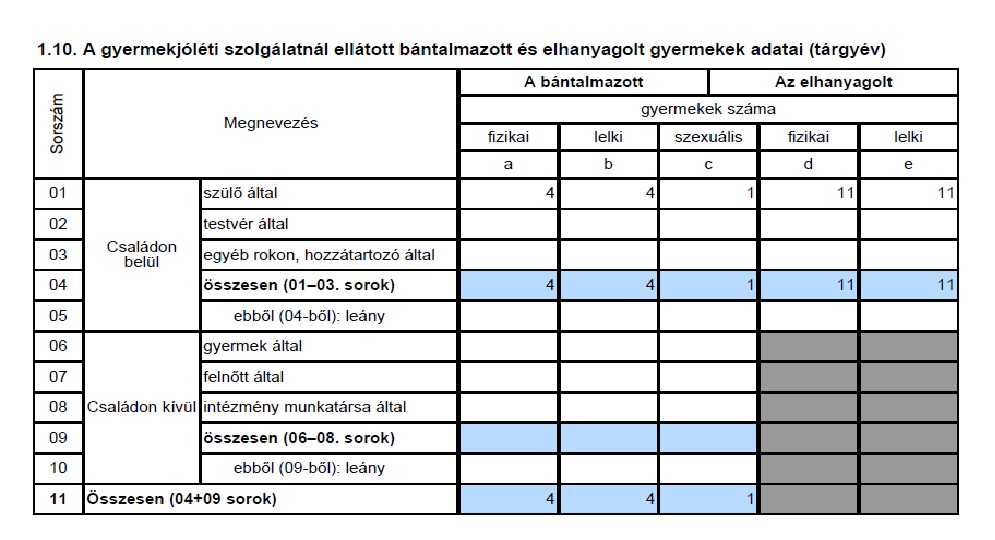 1.10. A gyermekjóléti szolgálatnál ellátott bántalmazott és elhanyagolt gyermekek adatai (tárgyév)
Sorszám
Megnevezés
A bántalmazott Az elhanyagolt
gyermekek száma
fizikai lelki szexuális fizikai lelki
a b c d e
01 szülő által 4 4 1 11 11
02 testvér által
Családon
belül
03 egyéb rokon, hozzátartozó által
04 összesen (01–03. sorok) 4 4 1 11 11
05 ebből (04-ből): leány
06 gyermek által
07 felnőtt által
08 Családon kívül intézmény munkatársa által
09 összesen (06–08. sorok)
10 ebből (09-ből): leány
11 Összesen (04+09 sorok) 4 4 1